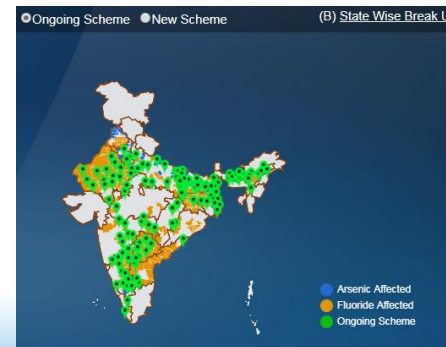 Ongoing Scheme New Scheme
(B) State Wise Break U
Arsenic Affected
Fluoride Affected
Ongoing Scheme